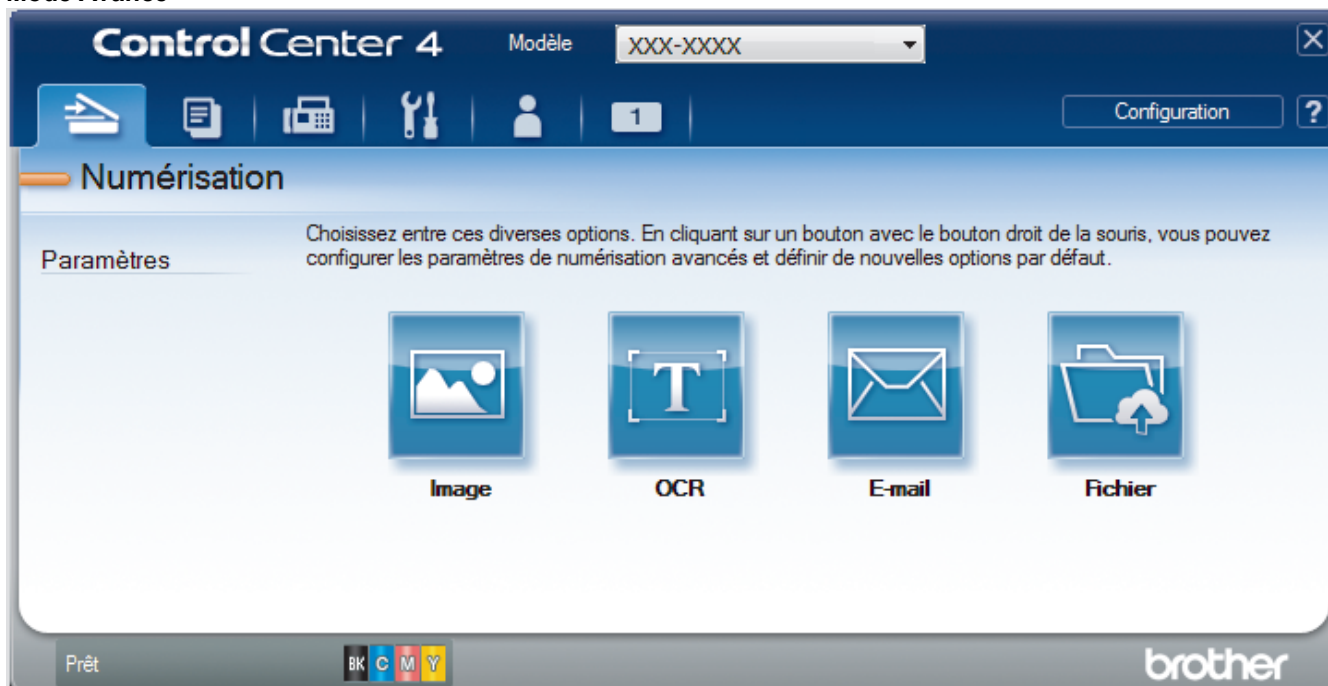 Control Center 4 Modèle XXX-XXXX
1 Configuration ?
Numérisation
Paramètres
Choisissez entre ces diverses options. En cliquant sur un bouton avec le bouton droit de la souris, vous pouvez
configurer les paramètres de numérisation avancés et définir de nouvelles options par défaut.
T
Image OCR E-mail Fichier
Prêt BK C M Y brother